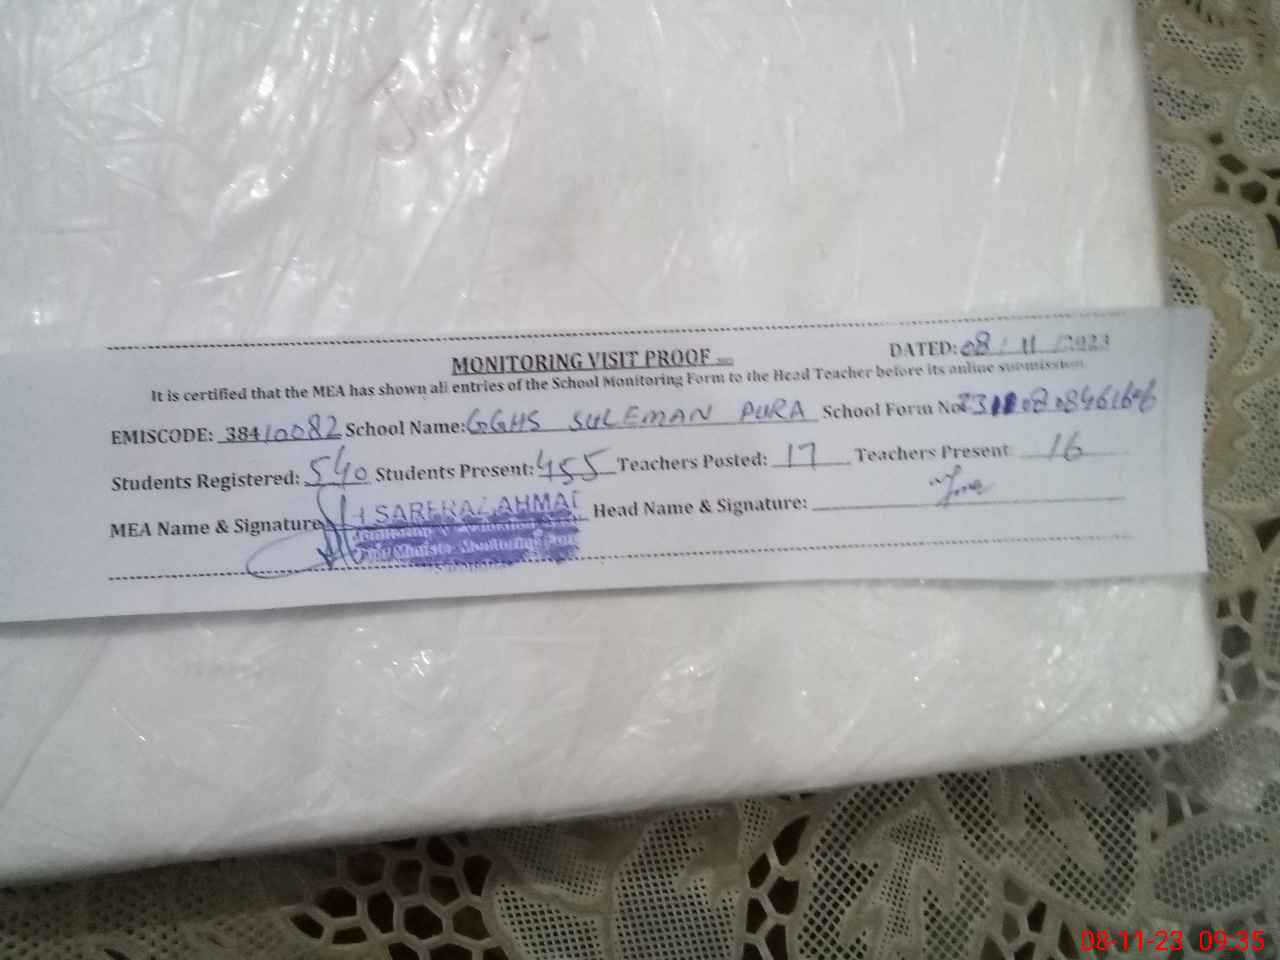 MONITORING VISIT PROOF
DATED: 08/11/2023
It is certified that the MEA has shown all entries of the School Monitoring Form to the Head Teacher before its online submission
EMISCODE: 38410082 School Name: GGHS SULEMAN PURA School Form No:
Students Registered: 540 Students Present: 455 Teachers Posted: 17 Teachers Present 16
MEA Name & Signature Head Name & Signature:
08-11-23 09:35